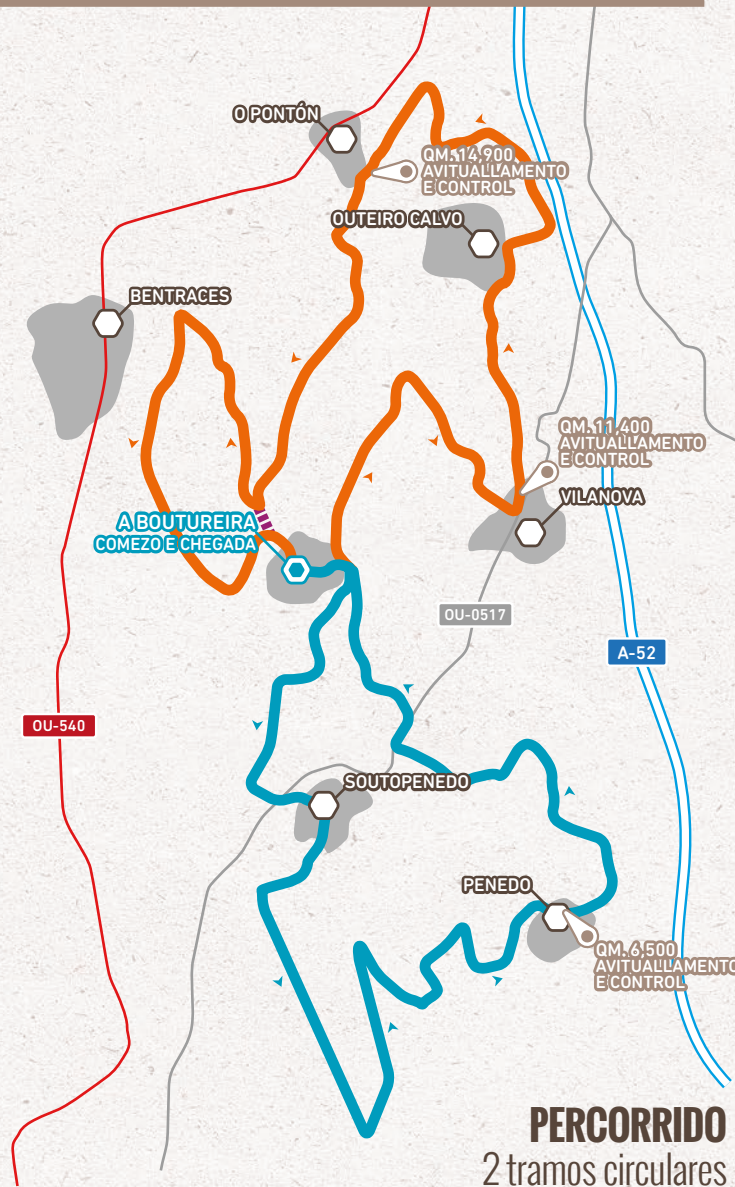 O PONTÓN
QM. 14,900
AVITUALLAMENTO
E CONTROL
OUTEIRO CALVO
BENTRACES
QM. 11,400
AVITUALLAMENTO
E CONTROL
VILANOVA
A BOUTUREIRA
COMEZO E CHEGADA
OU-0517
A-52
OU-540
SOUTOPENEDO
PENEDO
QM. 6,500
AVITUALLAMENTO
E CONTROL
PERCORRIDO
2 tramos circulares